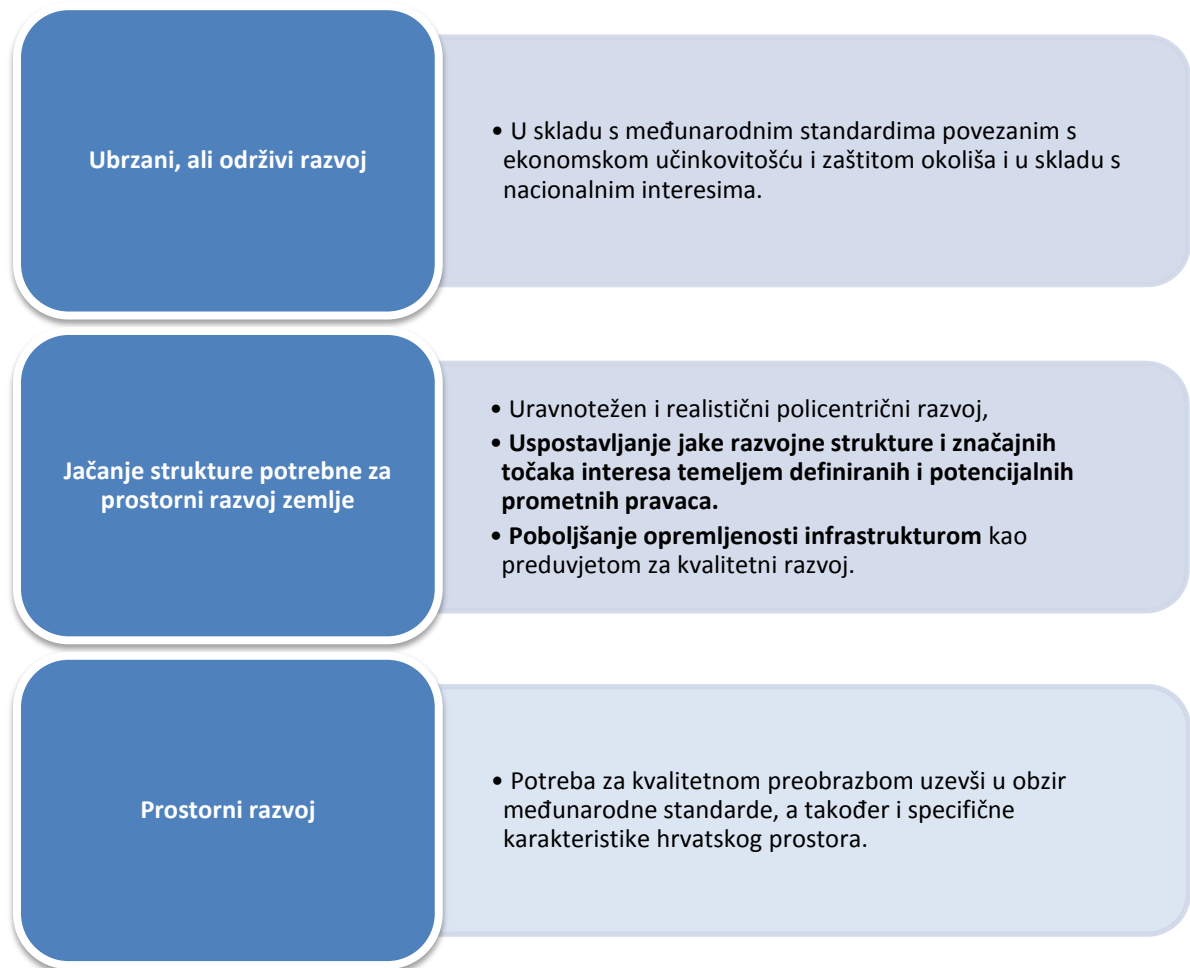 Ubrzani, ali održivi razvoj
• U skladu s međunarodnim standardima povezanim s
ekonomskom učinkovitošću i zaštitom okoliša i u skladu s
nacionalnim interesima.
Jačanje strukture potrebne za
prostorni razvoj zemlje
• Uravnotežen i realistični policentrični razvoj,
• Uspostavljanje jake razvojne strukture i značajnih
točaka interesa temeljem definiranih i potencijalnih
prometnih pravaca.
• Poboljšanje opremljenosti infrastrukturom kao
preduvjetom za kvalitetni razvoj.
Prostorni razvoj
• Potreba za kvalitetnom preobrazbom uzevši u obzir
međunarodne standarde, a također i specifične
karakteristike hrvatskog prostora.